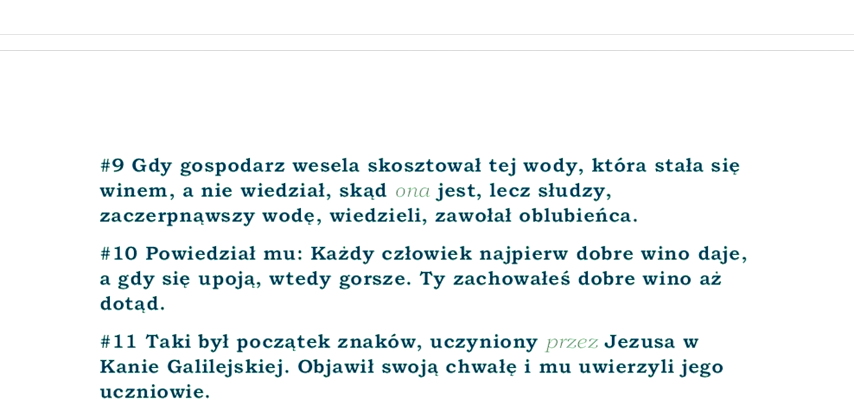 #9 Gdy gospodarz wesela skosztował tej wody, która stała się
winem, a nie wiedział, skąd ona jest, lecz słudzy,
zaczerpnąwszy wodę, wiedzieli, zawołał oblubieńca.
#10 Powiedział mu: Każdy człowiek najpierw dobre wino daje,
a gdy się upoją, wtedy gorsze. Ty zachowałeś dobre wino aż
dotąd.
#11 Taki był początek znaków, uczyniony przez Jezusa w
Kanie Galilejskiej. Objawił swoją chwałę i mu uwierzyli jego
uczniowie.